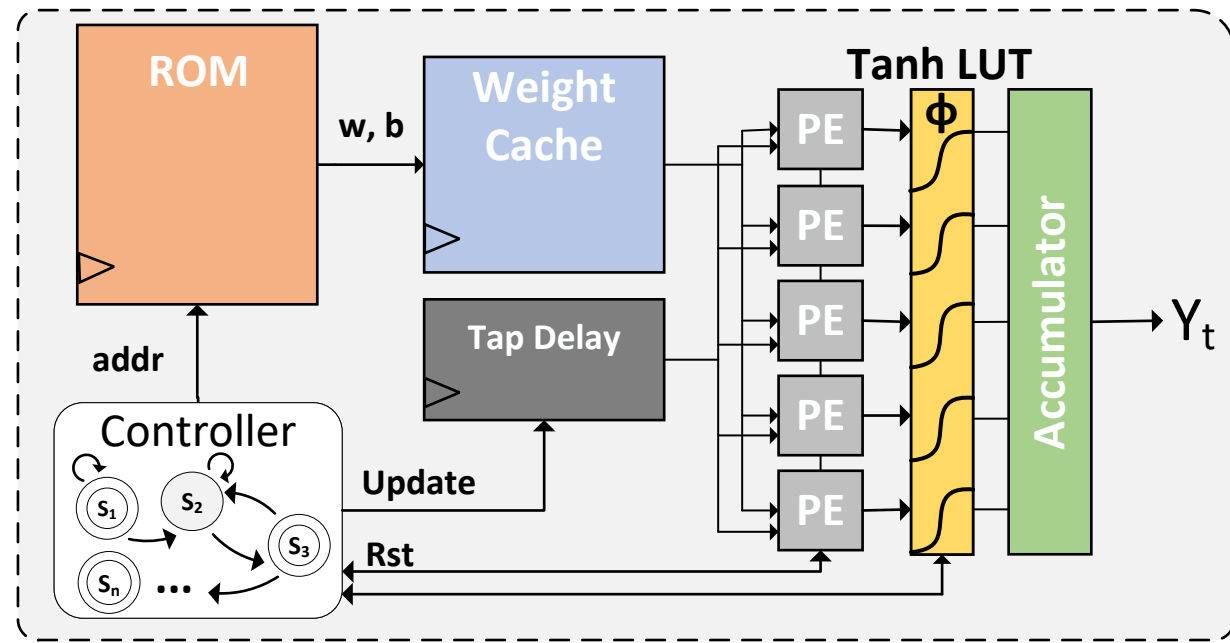 ROM
w, b
Weight
Cache
Tanh LUT
ϕ
PE
PE
PE
PE
PE
Accumulator
Y_t
Tap Delay
addr
Controller
S₁
S₂
S₃
Sₙ
...
Update
Rst